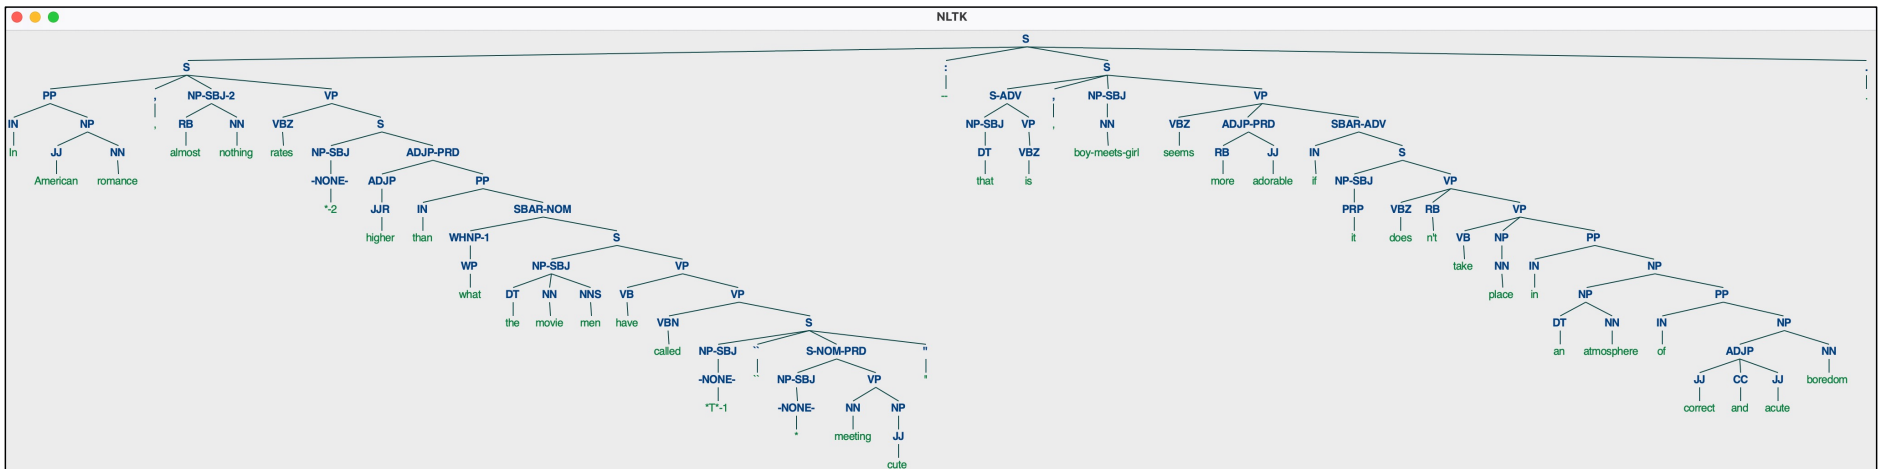 NLTK
S
S : S .
PP , NP-SBJ-2 VP -- S-ADV , NP-SBJ VP .
IN NP , RB NN VBZ S NP-SBJ VP , NN VBZ ADJP-PRD SBAR-ADV
In JJ NN almost nothing rates NP-SBJ ADJP-PRD DT VBZ boy-meets-girl seems RB JJ IN S
American romance -NONE- ADJP PP that is more adorable if NP-SBJ VP
*-2 JJR IN SBAR-NOM PRP VBZ RB VP
higher than WHNP-1 S it does n't VB NP PP
WP NP-SBJ VP take NN IN NP
what DT NN NNS VB VP place in NP PP
the movie men have VBN S DT NN IN NP
called NP-SBJ `` S-NOM-PRD '' an atmosphere of ADJP NN
-NONE- `` NP-SBJ VP '' JJ CC JJ boredom
*T*-1 -NONE- NN NP correct and acute
* meeting JJ
cute